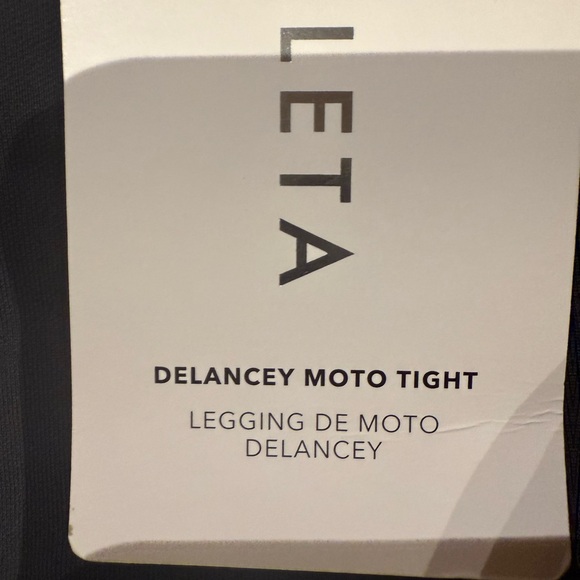 LETA
DELANCEY MOTO TIGHT
LEGGING DE MOTO
DELANCEY